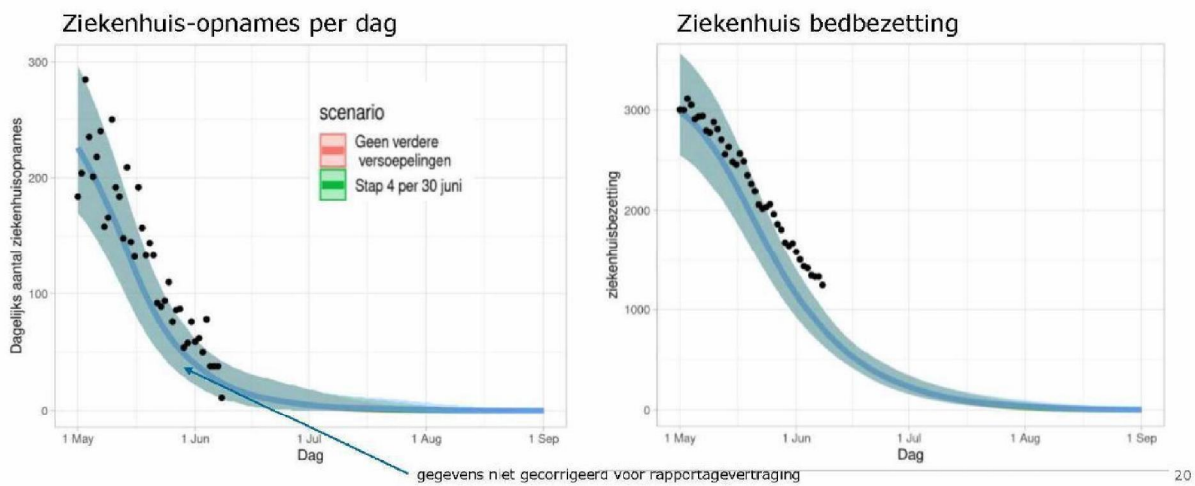 Ziekenhuis-opnames per dag
Dagelijks aantal ziekenhuisopnames
300
200
100
0
scenario
Geen verdere
versoepelingen
Stap 4 per 30 juni
1 May
1 Jun
1 Jul
1 Aug
1 Sep
Dag
Ziekenhuis bedbezetting
ziekenhuisbezetting
3000
2000
1000
0
1 May
1 Jun
1 Jul
1 Aug
1 Sep
Dag
gegevens niet gecorrigeerd voor rapportagevertraging
20